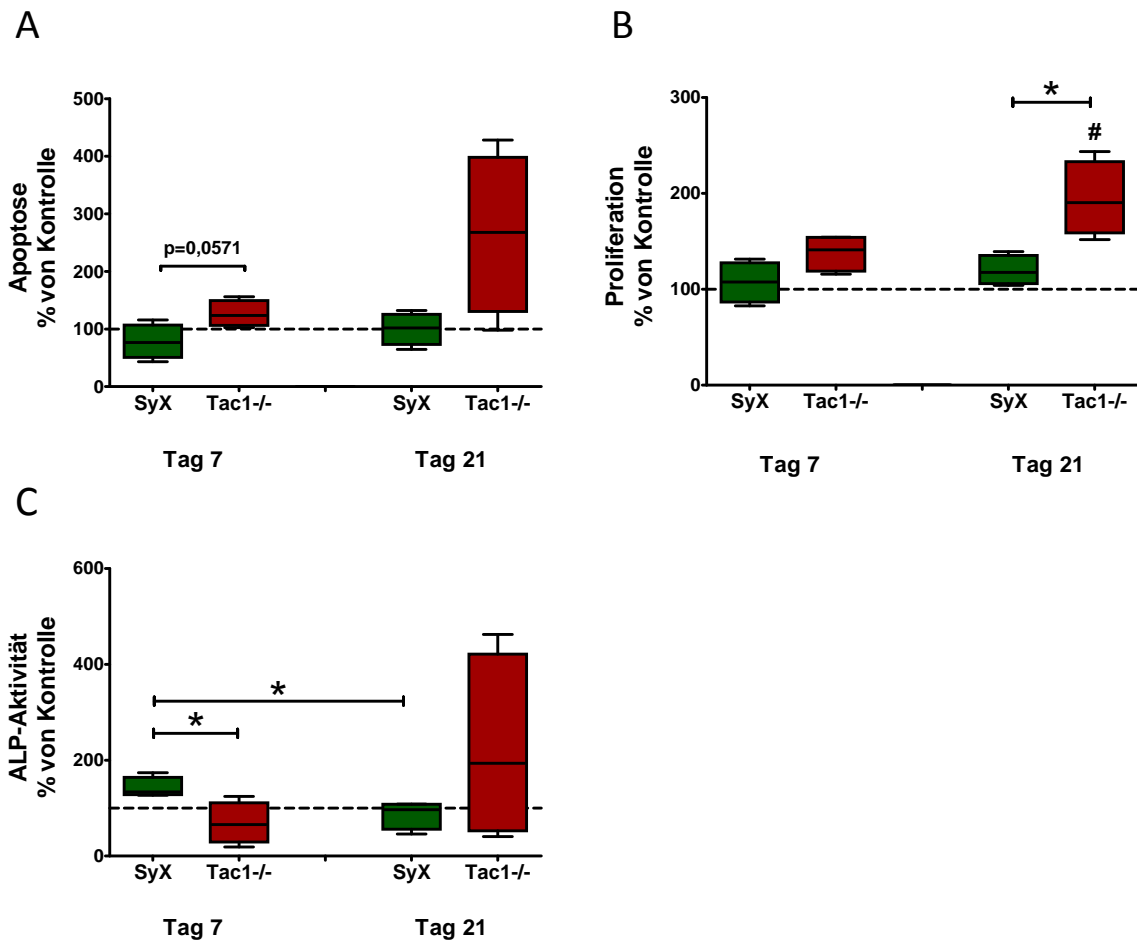 A
Apoptose
% von Kontrolle
500
400
300
200
100
0
p=0,0571
SyX Tac1-/- SyX Tac1-/-
Tag 7 Tag 21
B
Proliferation
% von Kontrolle
300
200
100
0
*
#
SyX Tac1-/- SyX Tac1-/-
Tag 7 Tag 21
C
ALP-Aktivität
% von Kontrolle
600
400
200
0
*
*
SyX Tac1-/- SyX Tac1-/-
Tag 7 Tag 21